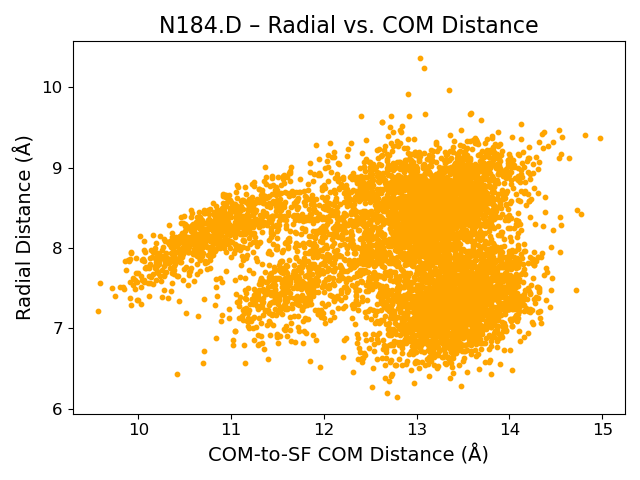 N184.D – Radial vs. COM Distance
Radial Distance (Å)
10
9
8
7
6
10 11 12 13 14 15
COM-to-SF COM Distance (Å)